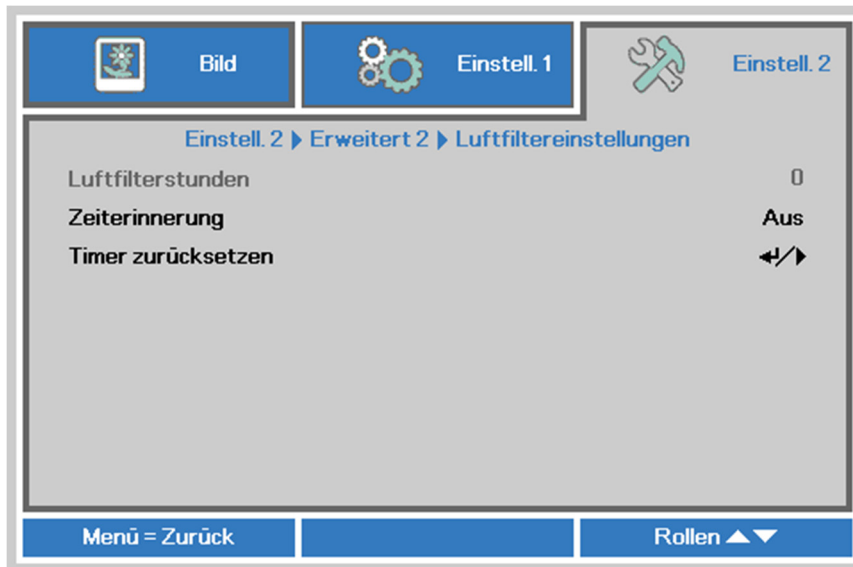 Bild
Einstell. 1
Einstell. 2
Einstell. 2 ▶ Erweitert 2 ▶ Luftfiltereinstellungen
Luftfilterstunden 0
Zeiterinnerung Aus
Timer zurücksetzen ↵/▶
Menü = Zurück
Rollen ▲▼